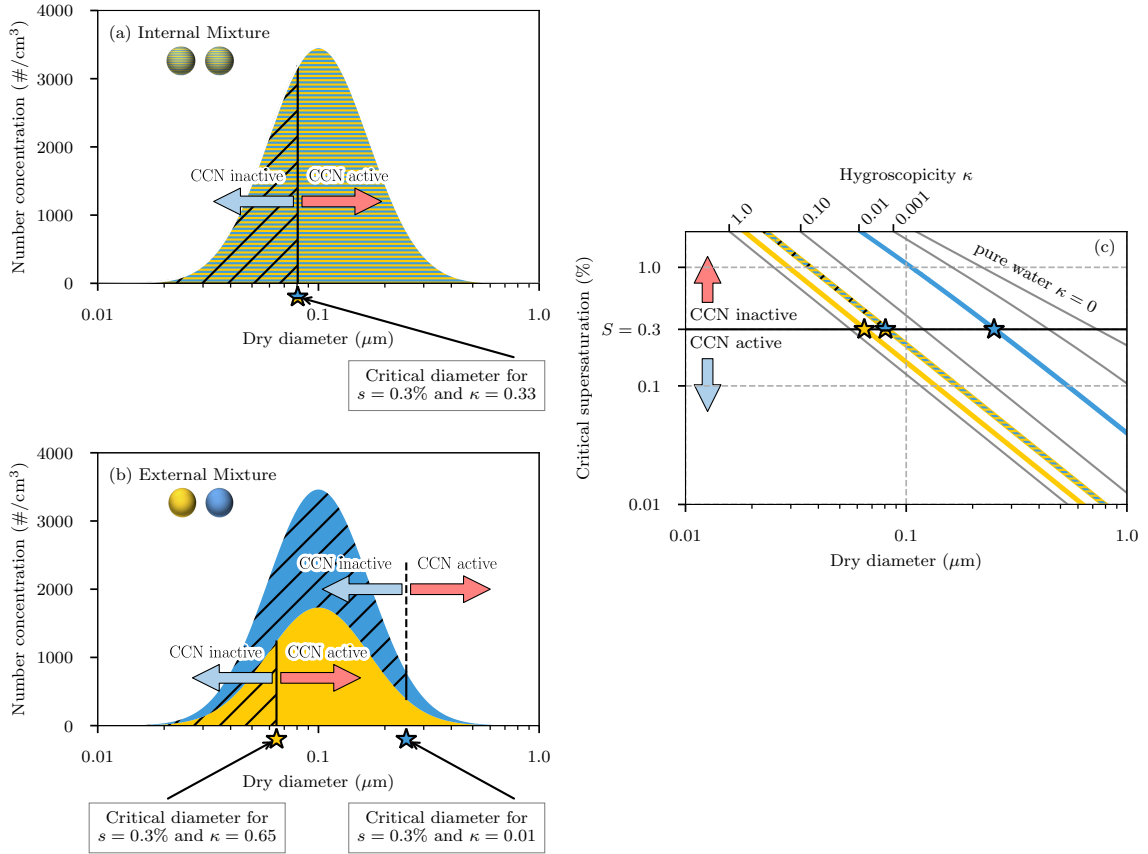 (a) Internal Mixture
4000
3000
2000
1000
0
Number concentration (#/cm³)
CCN inactive
CCN active
0.01
0.1
1.0
Dry diameter (μm)
Critical diameter for
s = 0.3% and κ = 0.33
(b) External Mixture
4000
3000
2000
1000
0
Number concentration (#/cm³)
CCN inactive
CCN active
CCN inactive
CCN active
0.01
0.1
1.0
Dry diameter (μm)
Critical diameter for
s = 0.3% and κ = 0.65
Critical diameter for
s = 0.3% and κ = 0.01
Hygroscopicity κ
1.0
0.10
0.01
0.001
(c)
pure water κ = 0
1.0
S = 0.3
0.1
0.01
Critical supersaturation (%)
CCN inactive
CCN active
0.01
0.1
1.0
Dry diameter (μm)